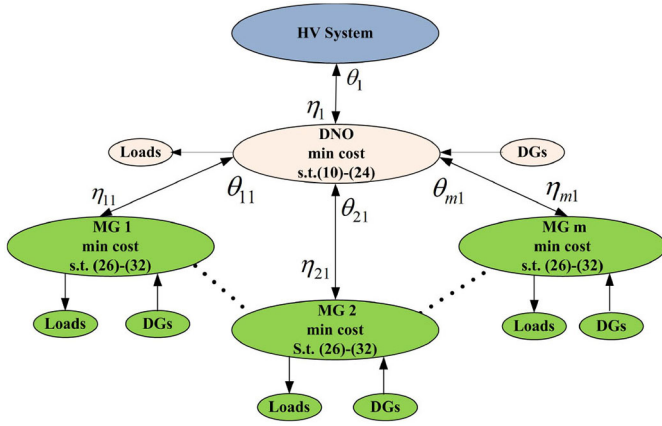 HV System
θ1
η1
DNO
min cost
s.t.(10)-(24)
Loads
DGs
η11
θ11
θ21
θm1
ηm1
MG 1
min cost
s.t. (26)-(32)
MG m
min cost
s.t. (26)-(32)
η21
MG 2
min cost
S.t. (26)-(32)
Loads
DGs
Loads
DGs
Loads
DGs